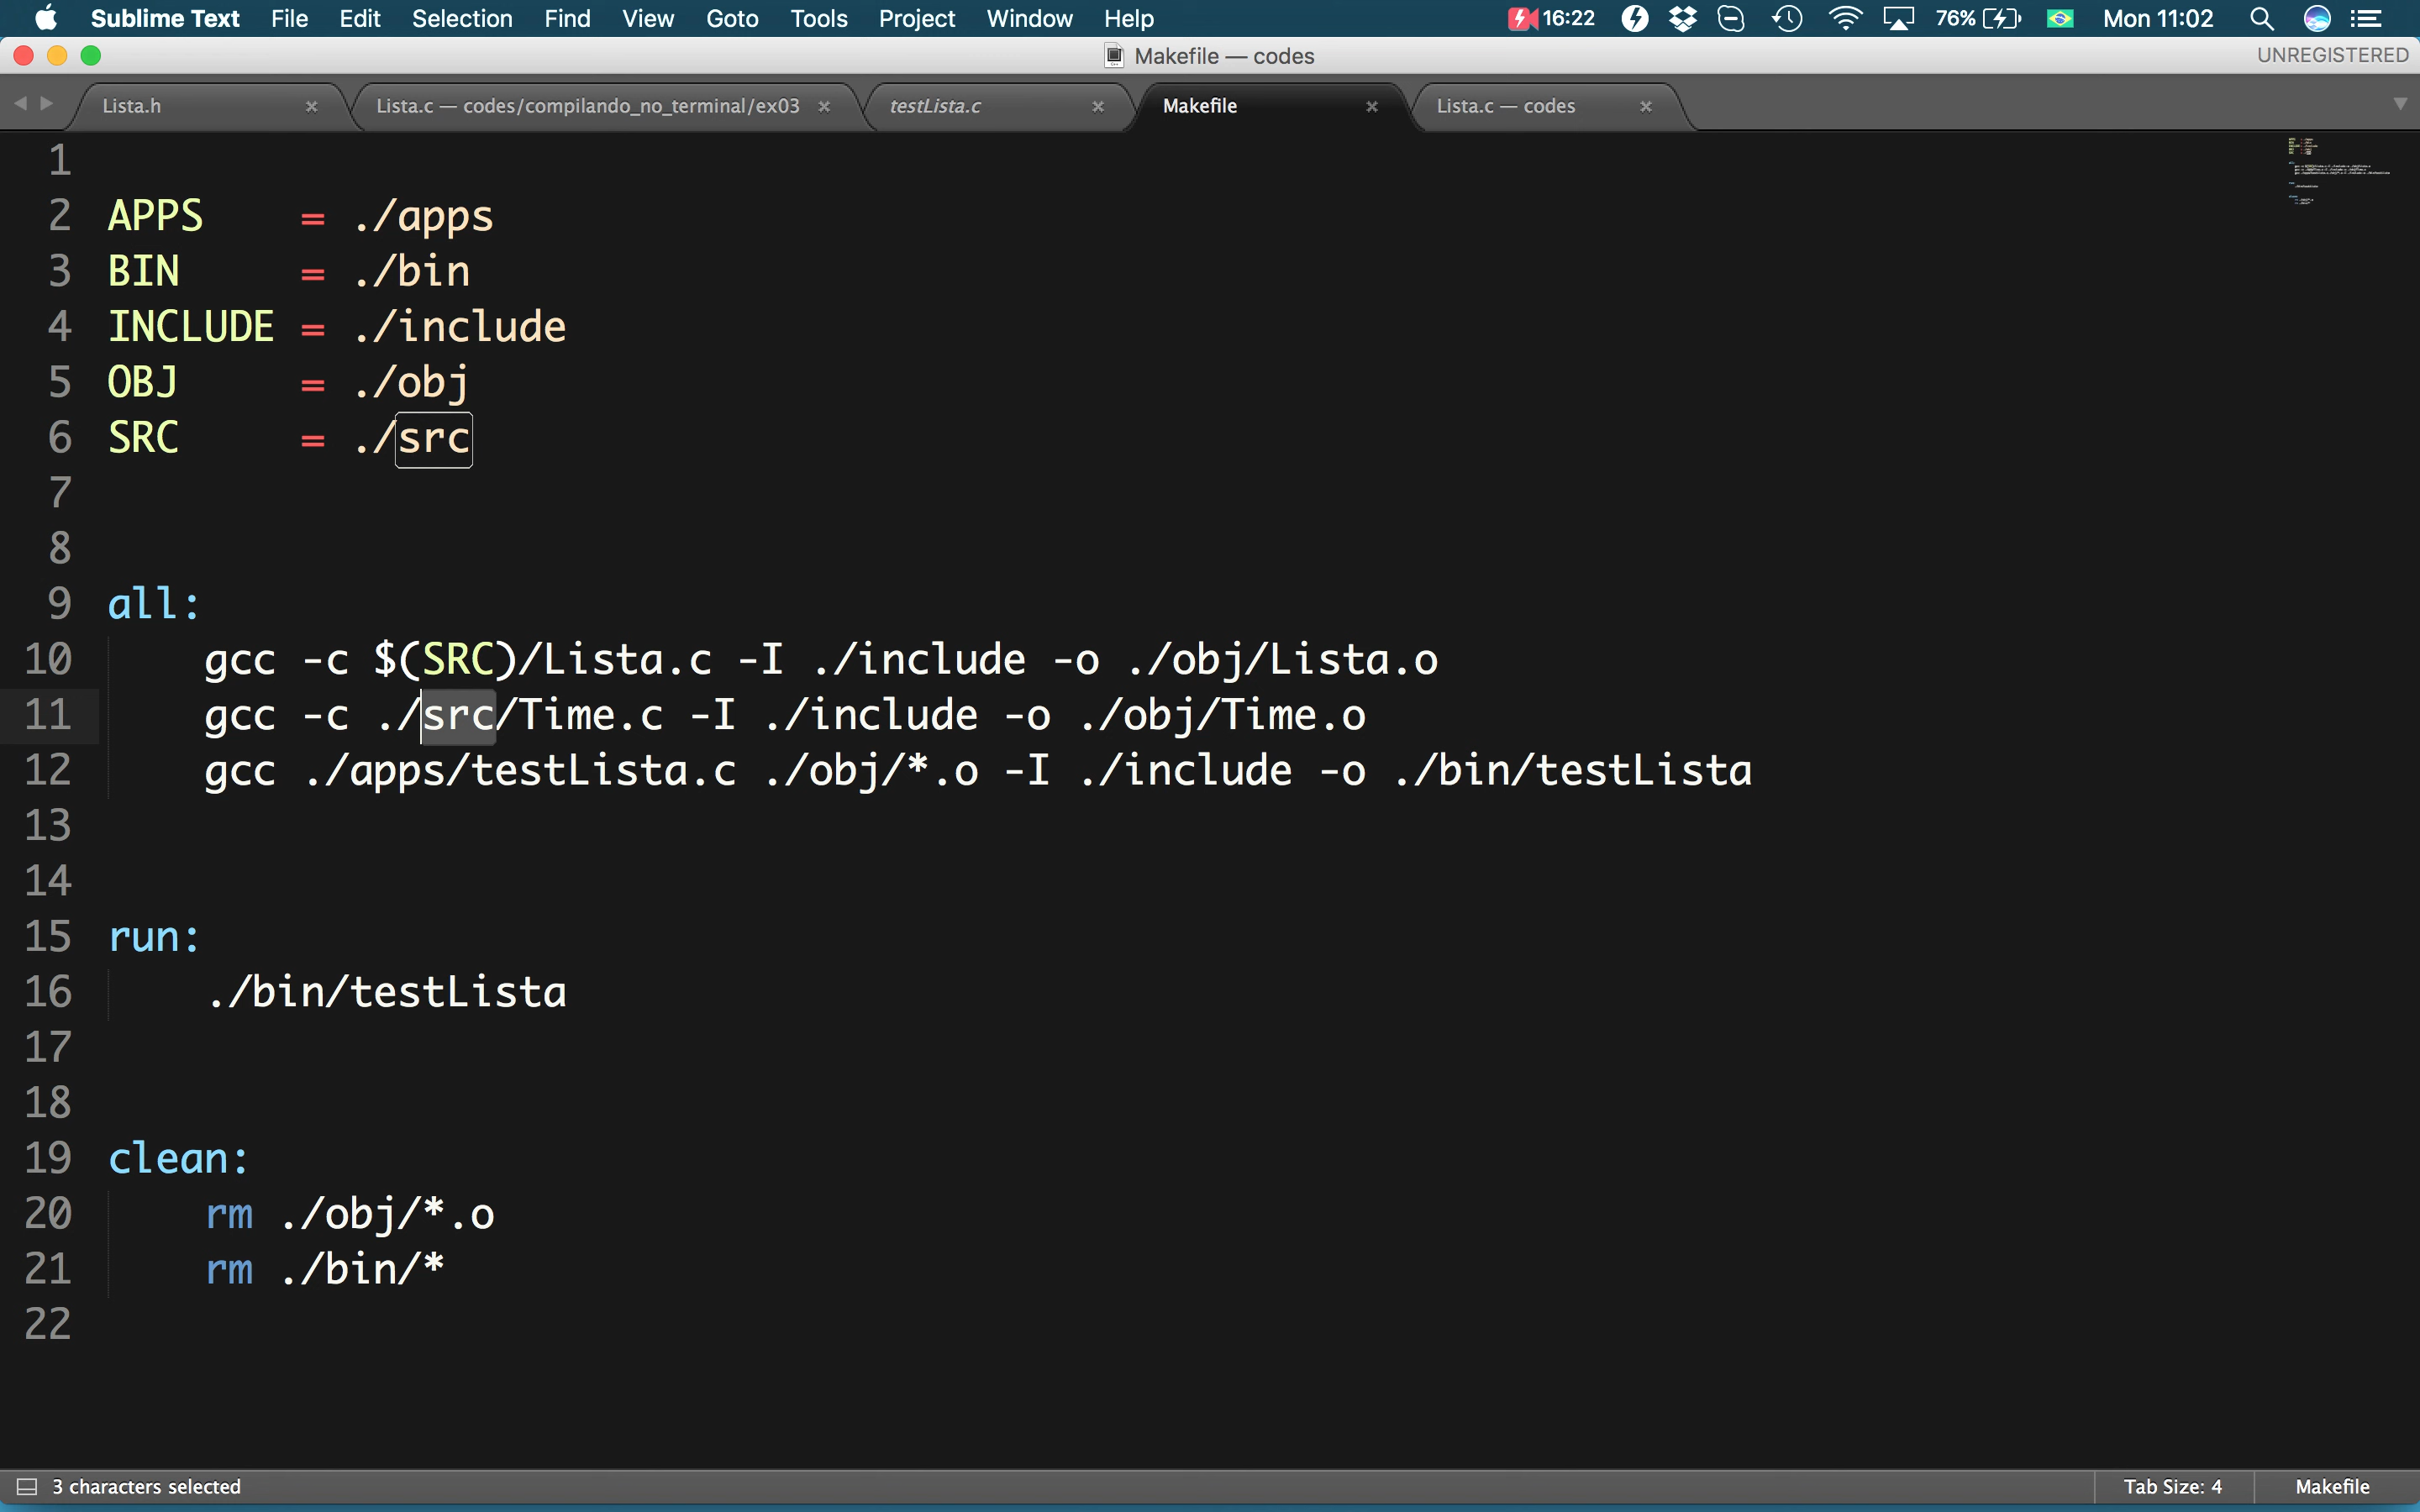 Sublime Text File Edit Selection Find View Goto Tools Project Window Help 16:22 76% Mon 11:02
Makefile — codes UNREGISTERED
Lista.h Lista.c — codes/compilando_no_terminal/ex03 testLista.c Makefile Lista.c — codes
1
2 APPS    = ./apps
3 BIN     = ./bin
4 INCLUDE = ./include
5 OBJ     = ./obj
6 SRC     = ./src
7
8
9 all:
10     gcc -c $(SRC)/Lista.c -I ./include -o ./obj/Lista.o
11     gcc -c ./src/Time.c -I ./include -o ./obj/Time.o
12     gcc ./apps/testLista.c ./obj/*.o -I ./include -o ./bin/testLista
13
14
15 run:
16     ./bin/testLista
17
18
19 clean:
20     rm ./obj/*.o
21     rm ./bin/*
22
3 characters selected Tab Size: 4 Makefile